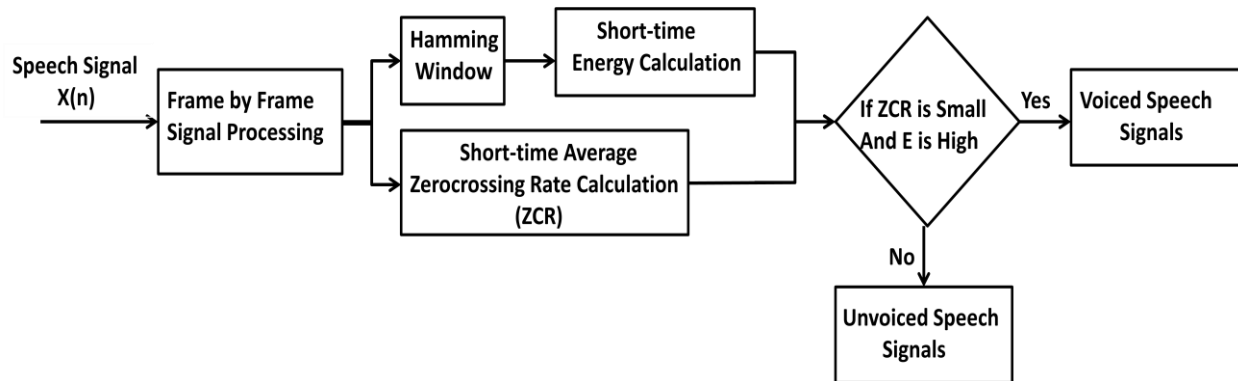 Speech Signal
X(n)
Frame by Frame
Signal Processing
Hamming
Window
Short-time
Energy Calculation
Short-time Average
Zerocrossing Rate Calculation
(ZCR)
If ZCR is Small
And E is High
Yes
Voiced Speech
Signals
No
Unvoiced Speech
Signals